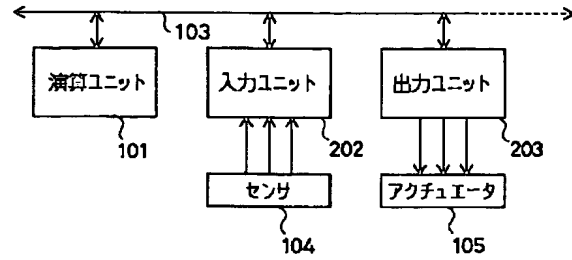 103
演算ユニット
入力ユニット
出力ユニット
101
202
203
センサ
アクチュエータ
104
105